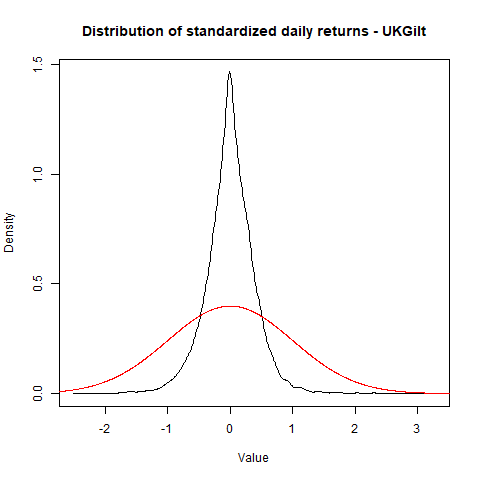 Distribution of standardized daily returns - UKGilt
1.5
1.0
0.5
0.0
Density
-2 -1 0 1 2 3
Value